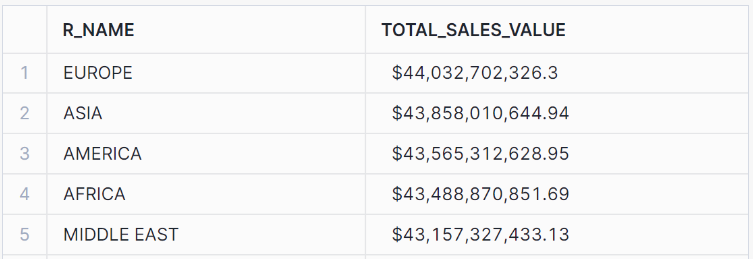 R_NAME TOTAL_SALES_VALUE
1 EUROPE $44,032,702,326.3
2 ASIA $43,858,010,644.94
3 AMERICA $43,565,312,628.95
4 AFRICA $43,488,870,851.69
5 MIDDLE EAST $43,157,327,433.13